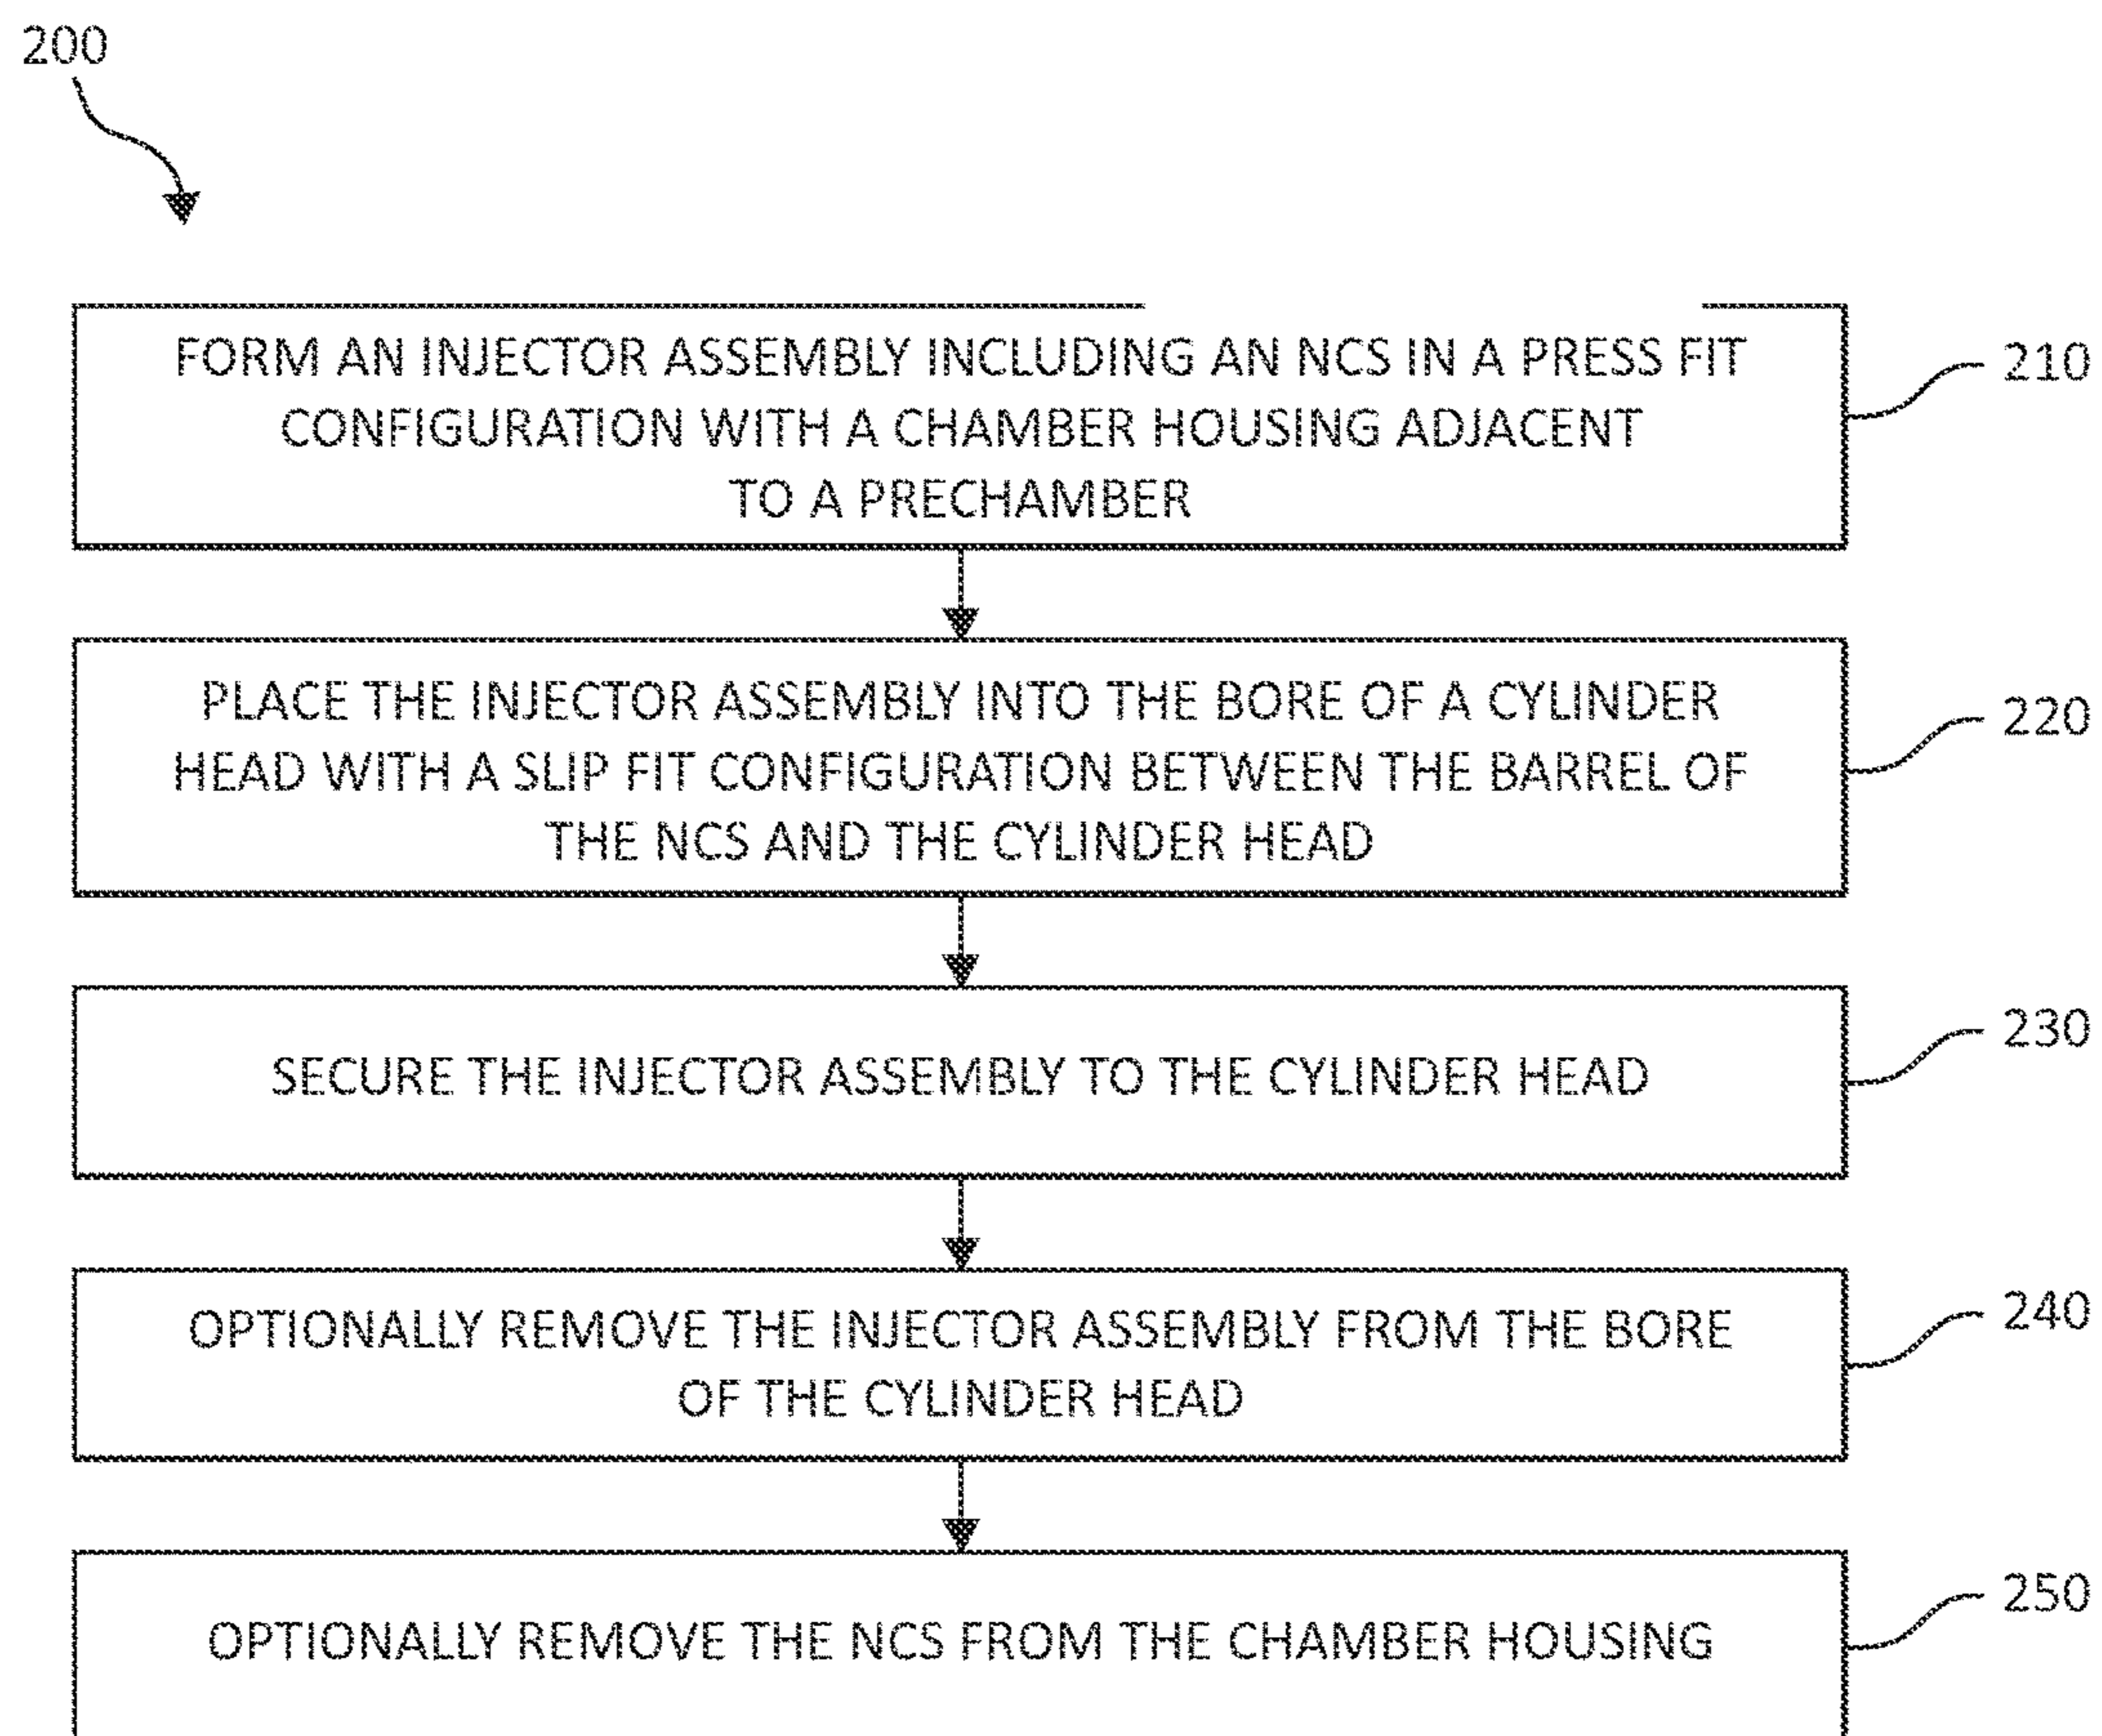 200
FORM AN INJECTOR ASSEMBLY INCLUDING AN NCS IN A PRESS FIT
CONFIGURATION WITH A CHAMBER HOUSING ADJACENT
TO A PRECHAMBER
210
PLACE THE INJECTOR ASSEMBLY INTO THE BORE OF A CYLINDER
HEAD WITH A SLIP FIT CONFIGURATION BETWEEN THE BARREL OF
THE NCS AND THE CYLINDER HEAD
220
SECURE THE INJECTOR ASSEMBLY TO THE CYLINDER HEAD
230
OPTIONALLY REMOVE THE INJECTOR ASSEMBLY FROM THE BORE
OF THE CYLINDER HEAD
240
OPTIONALLY REMOVE THE NCS FROM THE CHAMBER HOUSING
250